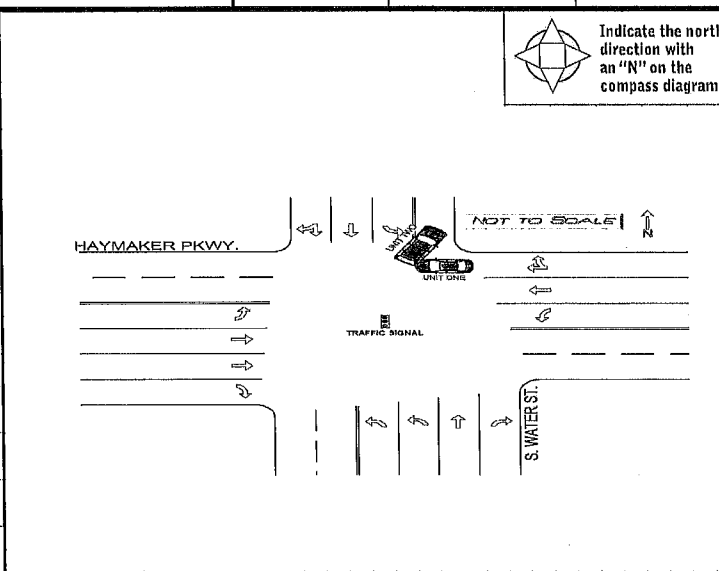 Indicate the north
direction with
an "N" on the
compass diagram
NOT TO SCALE
N
HAYMAKER PKWY.
UNIT TWO
UNIT ONE
TRAFFIC SIGNAL
S. WATER ST.